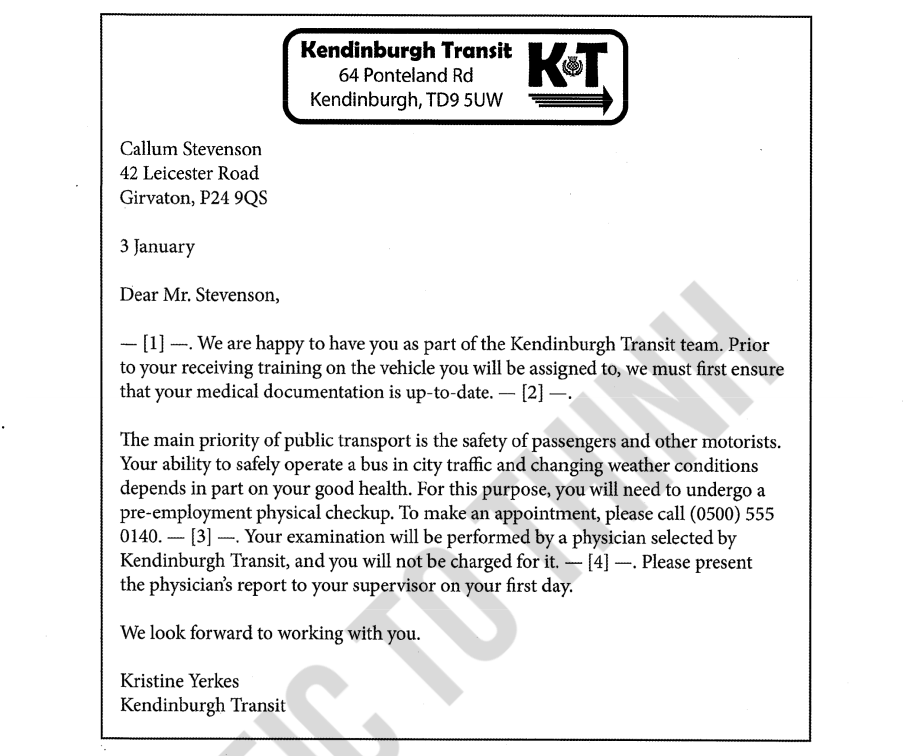 Kendinburgh Transit
64 Ponteland Rd
Kendinburgh, TD9 5UW
K T
Callum Stevenson
42 Leicester Road
Girvaton, P24 9QS
3 January
Dear Mr. Stevenson,
— [1] —. We are happy to have you as part of the Kendinburgh Transit team. Prior
to your receiving training on the vehicle you will be assigned to, we must first ensure
that your medical documentation is up-to-date. — [2] —.
The main priority of public transport is the safety of passengers and other motorists.
Your ability to safely operate a bus in city traffic and changing weather conditions
depends in part on your good health. For this purpose, you will need to undergo a
pre-employment physical checkup. To make an appointment, please call (0500) 555
0140. — [3] —. Your examination will be performed by a physician selected by
Kendinburgh Transit, and you will not be charged for it. — [4] —. Please present
the physician's report to your supervisor on your first day.
We look forward to working with you.
Kristine Yerkes
Kendinburgh Transit
TIC TO THINH